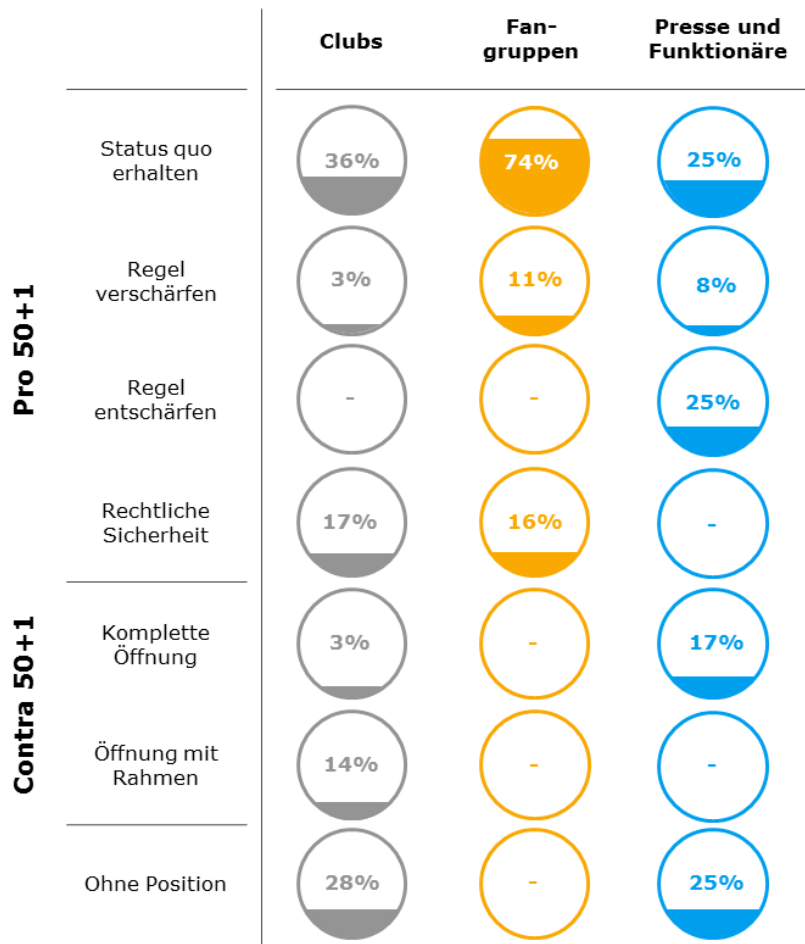 Clubs
Fan-
gruppen
Presse und
Funktionäre
Pro 50+1
Status quo
erhalten
36%
74%
25%
Regel
verschärfen
3%
11%
8%
Regel
entschärfen
-
-
25%
Rechtliche
Sicherheit
17%
16%
-
Contra 50+1
Komplette
Öffnung
3%
-
17%
Öffnung mit
Rahmen
14%
-
-
Ohne Position
28%
-
25%